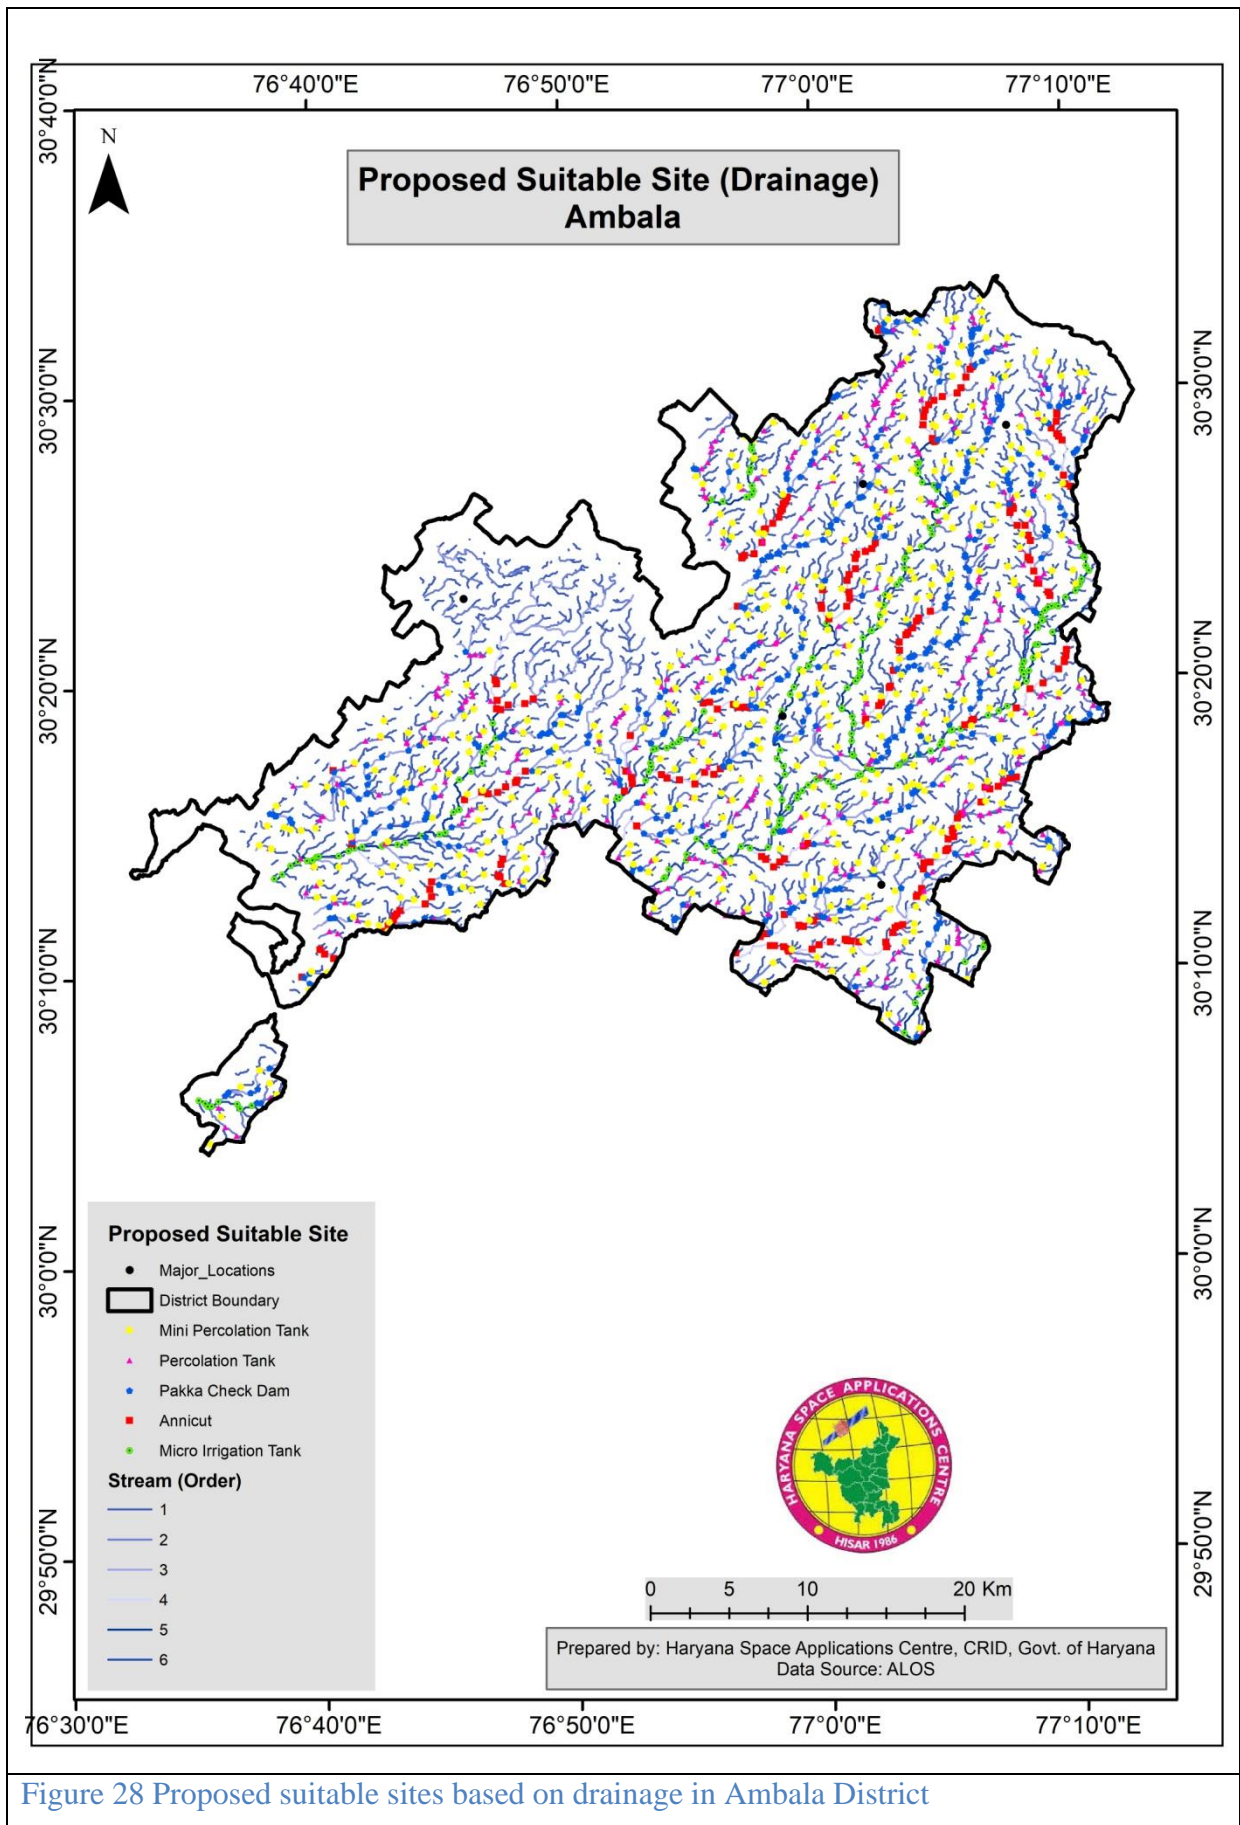 76°40'0"E 76°50'0"E 77°0'0"E 77°10'0"E
30°40'0"N
N
Proposed Suitable Site (Drainage)
Ambala
30°30'0"N
30°30'0"N
30°20'0"N
30°20'0"N
30°10'0"N
30°10'0"N
30°0'0"N
30°0'0"N
29°50'0"N
29°50'0"N
Proposed Suitable Site
Major_Locations
District Boundary
Mini Percolation Tank
Percolation Tank
Pakka Check Dam
Annicut
Micro Irrigation Tank
Stream (Order)
1
2
3
4
5
6
HARYANA SPACE APPLICATIONS CENTRE
HISAR 1986
0 5 10 20 Km
Prepared by: Haryana Space Applications Centre, CRID, Govt. of Haryana
Data Source: ALOS
76°30'0"E 76°40'0"E 76°50'0"E 77°0'0"E 77°10'0"E
Figure 28 Proposed suitable sites based on drainage in Ambala District